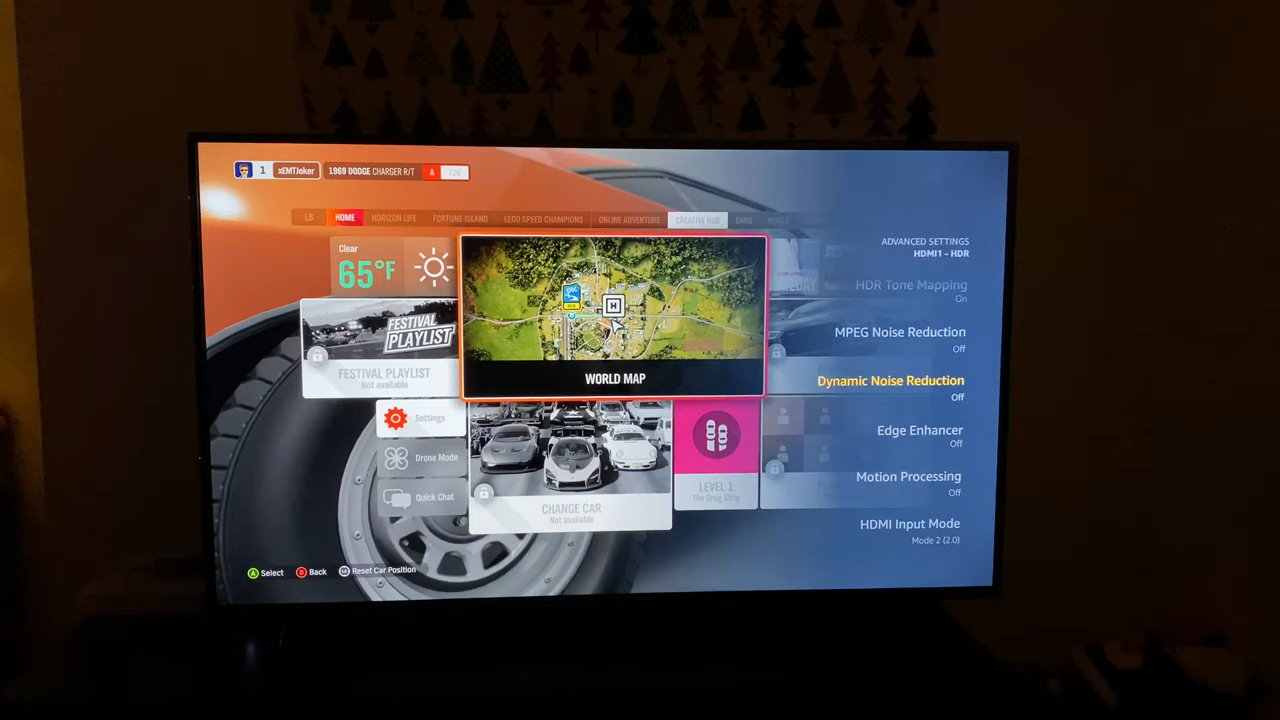 1 xEMTJoker 1969 DODGE CHARGER R/T A 726
LB HOME HORIZON LIFE FORTUNE ISLAND LEGO SPEED CHAMPIONS ONLINE ADVENTURE CREATIVE HUB CARS
Clear
65°F
FESTIVAL
PLAYLIST
FESTIVAL PLAYLIST
Not available
H
WORLD MAP
Settings
Drone Mode
Quick Chat
CHANGE CAR
Not available
LEVEL 1
The Drag Strip
ADVANCED SETTINGS
HDMI1 - HDR
HDR Tone Mapping
On
MPEG Noise Reduction
Off
Dynamic Noise Reduction
Off
Edge Enhancer
Off
Motion Processing
Off
HDMI Input Mode
Mode 2 (2.0)
A Select B Back LS Reset Car Position